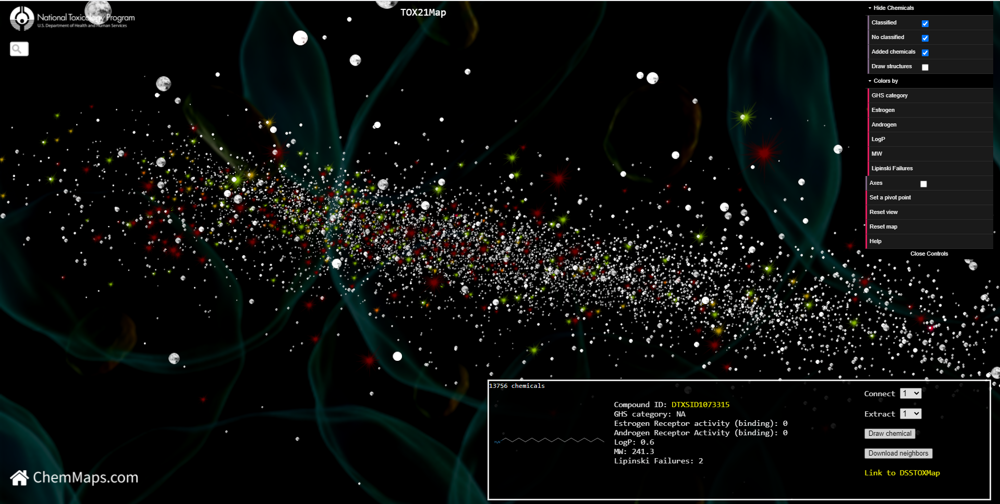 National Toxicology Program
U.S. Department of Health and Human Services
TOX21Map
Hide Chemicals
Classified
No classified
Added chemicals
Draw structures
Colors by
GHS category
Estrogen
Androgen
LogP
MW
Lipinski Failures
Axes
Set a pivot point
Reset view
Reset map
Help
Close Controls
13756 chemicals
H₂N
Compound ID: DTXSID1073315
GHS category: NA
Estrogen Receptor activity (binding): 0
Androgen Receptor Activity (binding): 0
LogP: 0.6
MW: 241.3
Lipinski Failures: 2
Connect 1
Extract 1
Draw chemical
Download neighbors
Link to DSSTOXMap
ChemMaps.com